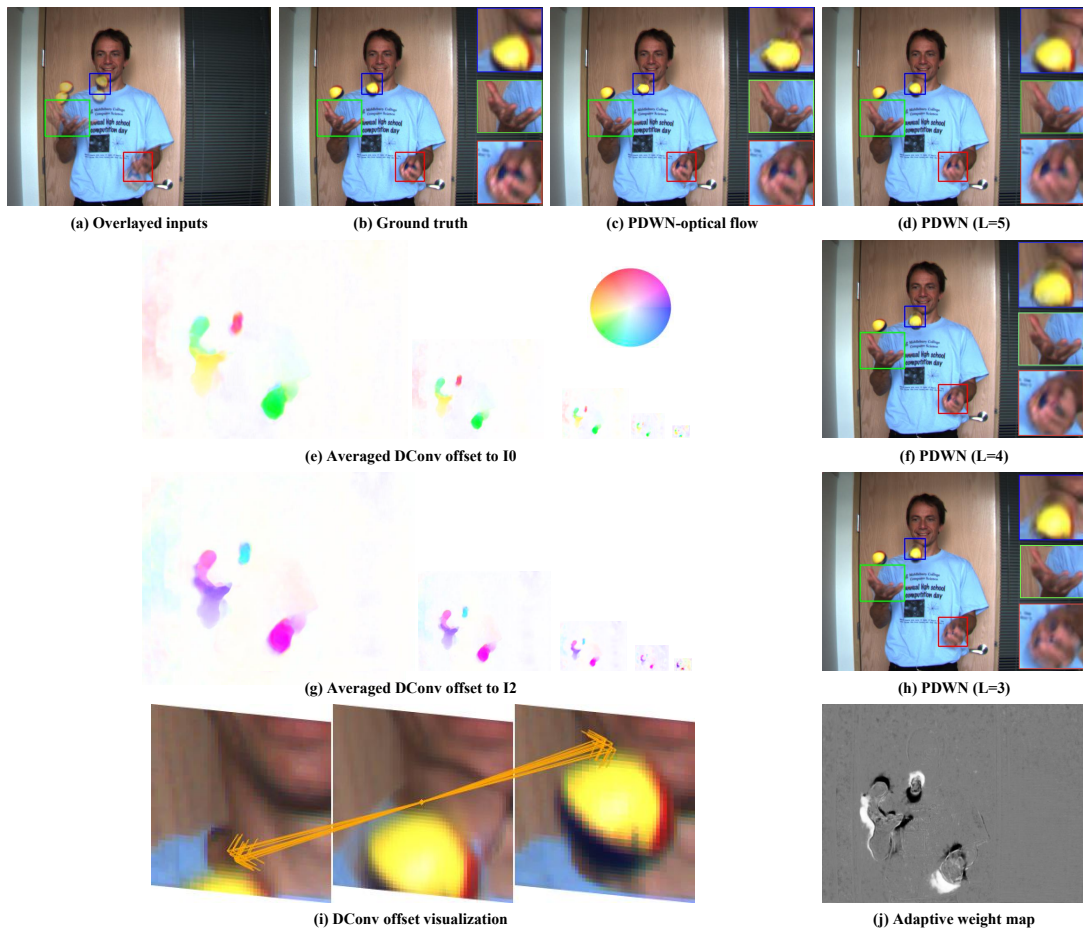 (a) Overlayed inputs
(b) Ground truth
(c) PDWN-optical flow
(d) PDWN (L=5)
(e) Averaged DConv offset to I0
(f) PDWN (L=4)
(g) Averaged DConv offset to I2
(h) PDWN (L=3)
(i) DConv offset visualization
(j) Adaptive weight map